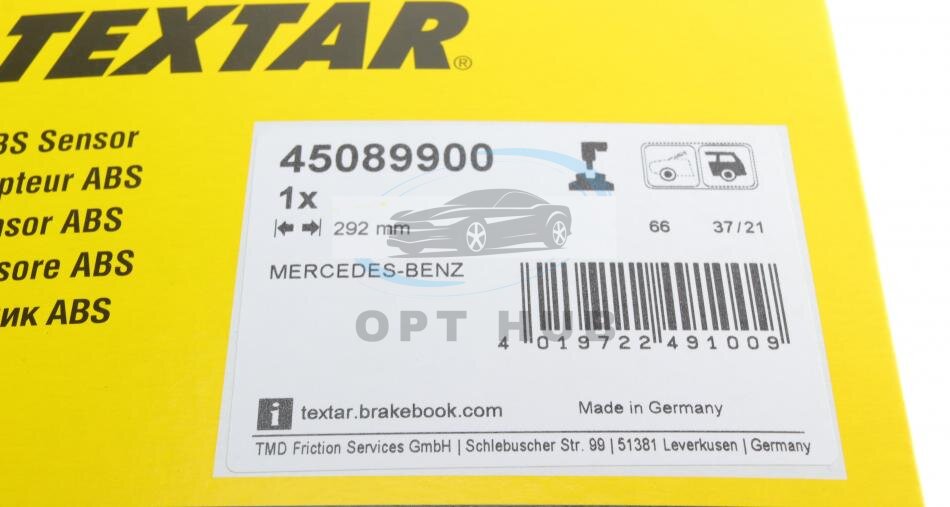 TEXTAR®
BS Sensor
pteur ABS
nsor ABS
sore ABS
ик ABS
45089900
1x
292 mm
66 37/21
MERCEDES-BENZ
OPT HUB
4 019722 491009
i textar.brakebook.com
Made in Germany
TMD Friction Services GmbH | Schlebuscher Str. 99 | 51381 Leverkusen | Germany